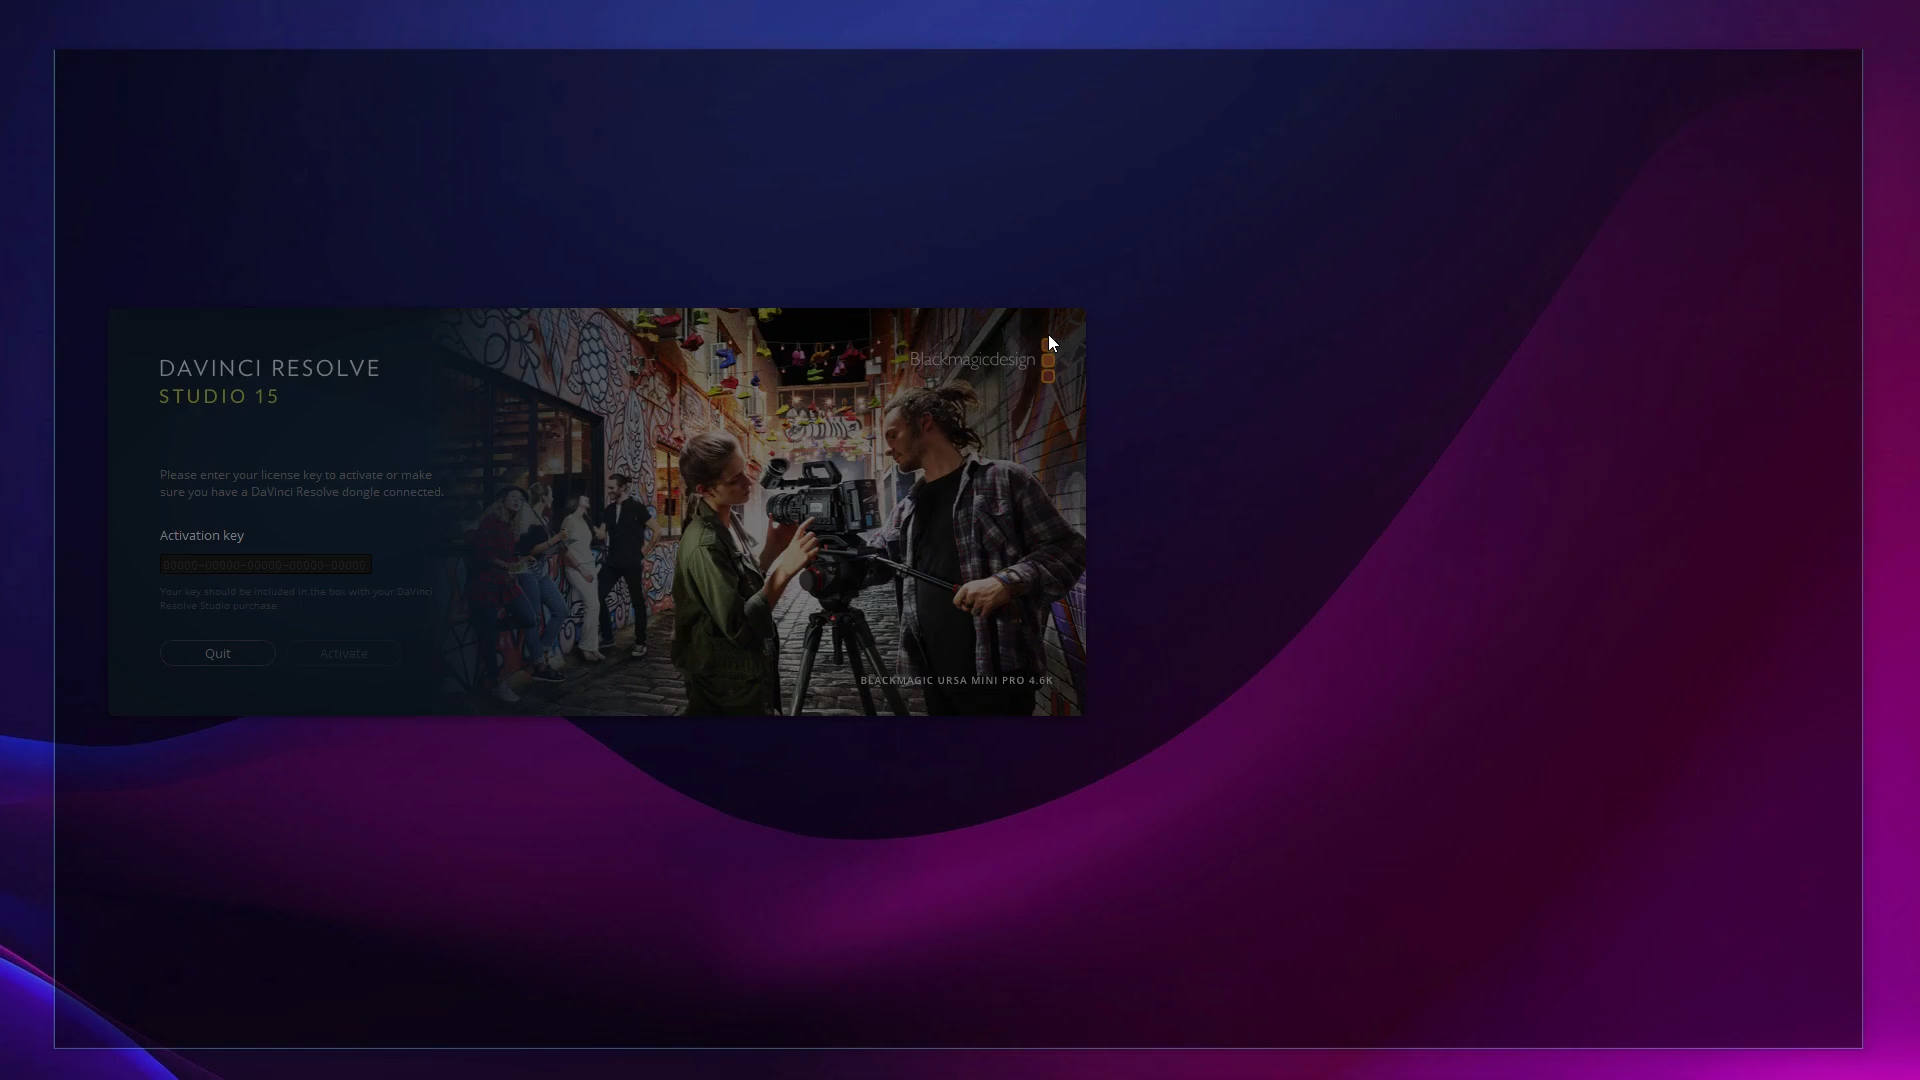 DAVINCI RESOLVE
STUDIO 15
Blackmagicdesign
Please enter your license key to activate or make
sure you have a DaVinci Resolve dongle connected.
Activation key
00000-00000-00000-00000-00000
Your key should be included in the box with your DaVinci
Resolve Studio purchase.
Quit
Activate
BLACKMAGIC URSA MINI PRO 4.6K